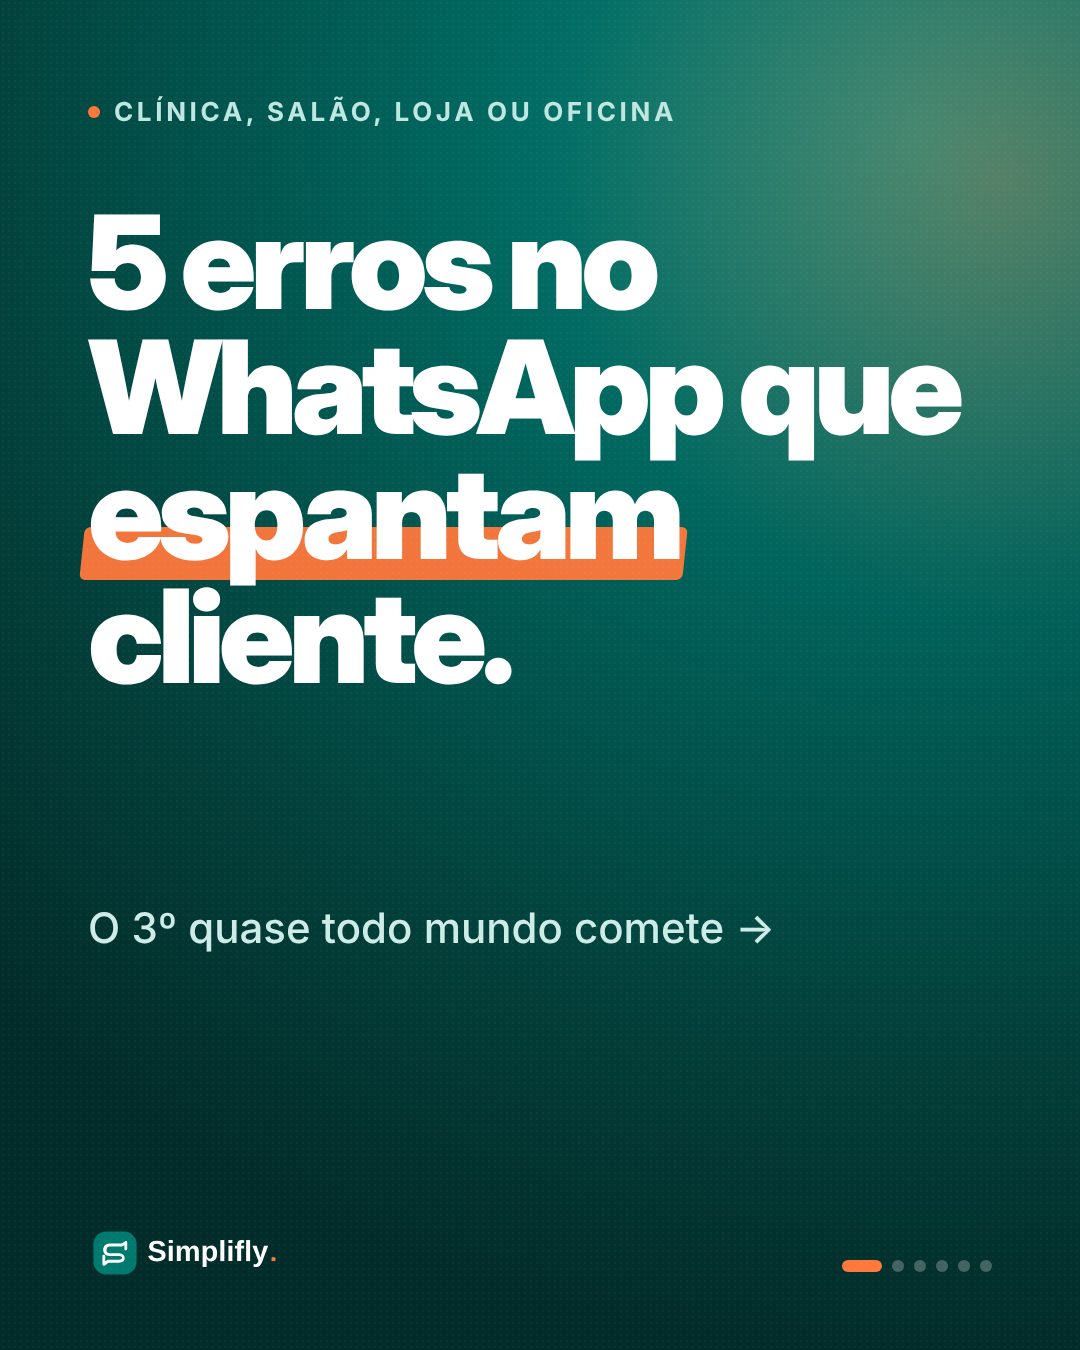 CLÍNICA, SALÃO, LOJA OU OFICINA
5 erros no
WhatsApp que
espantam
cliente.
O 3º quase todo mundo comete →
Simplifly.